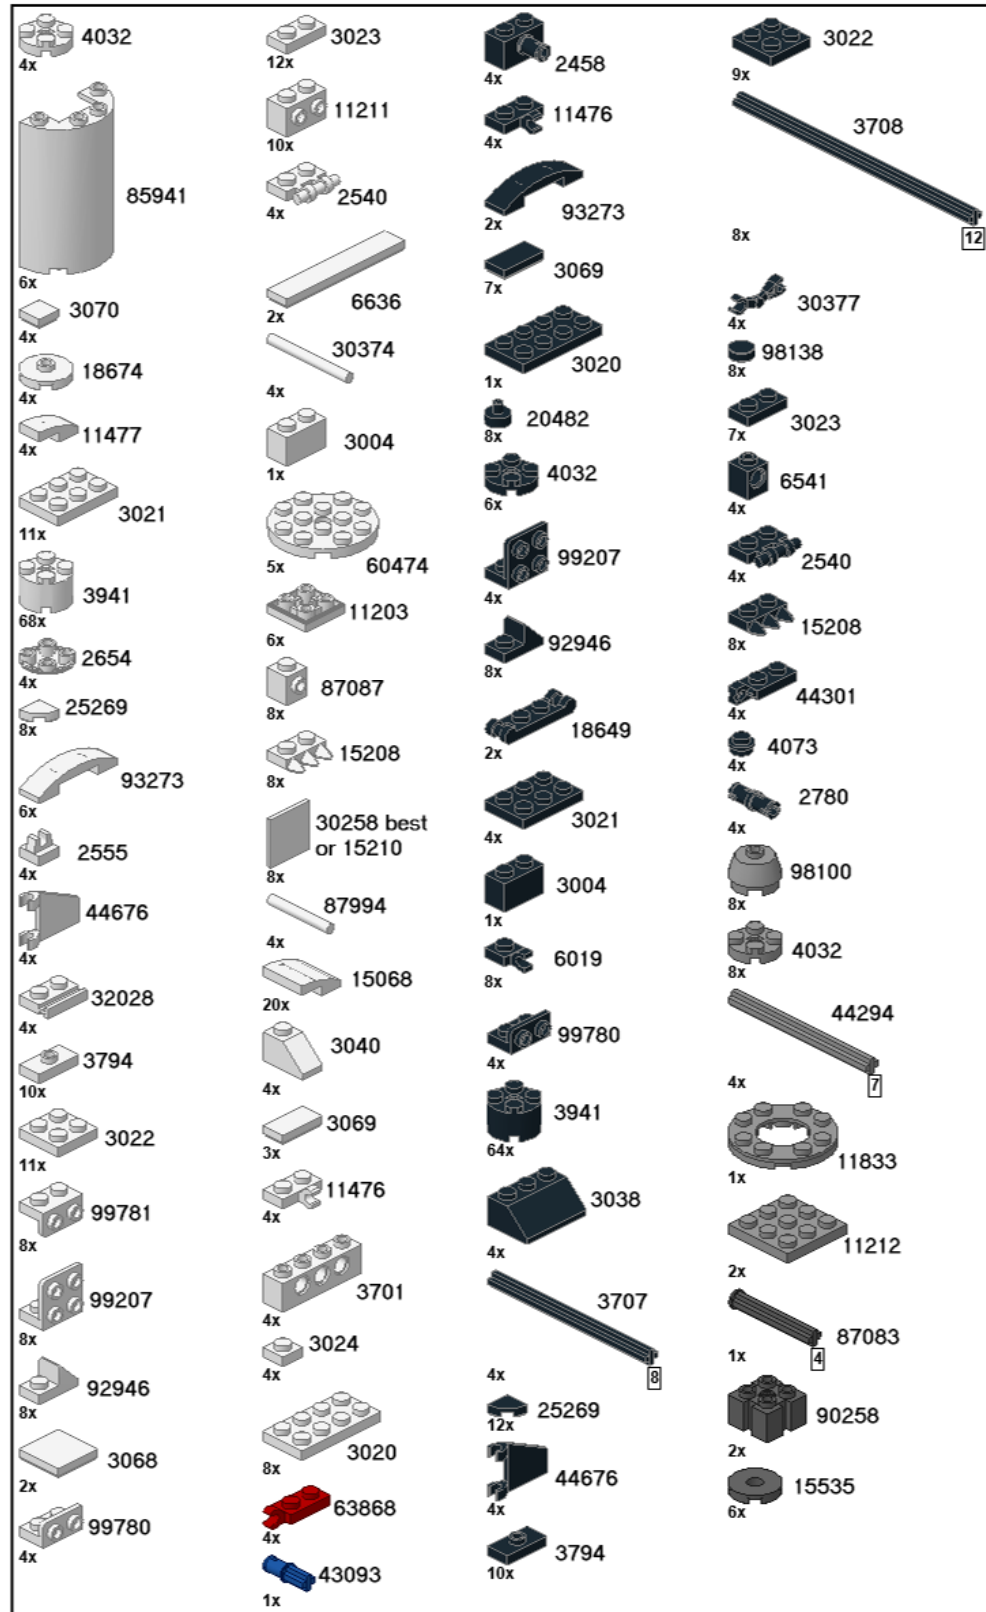 4032
4x
85941
6x
3070
4x
18674
4x
11477
4x
3021
11x
3941
68x
2654
4x
25269
8x
93273
6x
2555
4x
44676
4x
32028
4x
3794
10x
3022
11x
99781
8x
99207
8x
92946
8x
3068
2x
99780
4x
3023
12x
11211
10x
2540
4x
6636
2x
30374
4x
3004
1x
60474
5x
11203
6x
87087
8x
15208
8x
30258 best
or 15210
8x
87994
4x
15068
20x
3040
4x
3069
3x
11476
4x
3701
4x
3024
4x
3020
8x
63868
4x
43093
1x
2458
4x
11476
4x
93273
2x
3069
7x
3020
1x
20482
8x
4032
6x
99207
4x
92946
8x
18649
2x
3021
4x
3004
1x
6019
8x
99780
4x
3941
64x
3038
4x
3707
8
4x
25269
12x
44676
4x
3794
10x
3022
9x
3708
12
8x
30377
4x
98138
8x
3023
7x
6541
4x
2540
4x
15208
8x
44301
4x
4073
4x
2780
4x
98100
8x
4032
8x
44294
7
4x
11833
1x
11212
2x
87083
4
1x
90258
2x
15535
6x